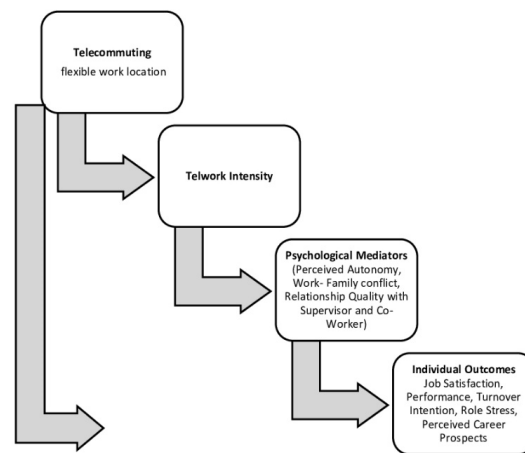 Telecommuting
flexible work location
Telwork Intensity
Psychological Mediators
(Perceived Autonomy,
Work- Family conflict,
Relationship Quality with
Supervisor and Co-
Worker)
Individual Outcomes
Job Satisfaction,
Performance, Turnover
Intention, Role Stress,
Perceived Career
Prospects